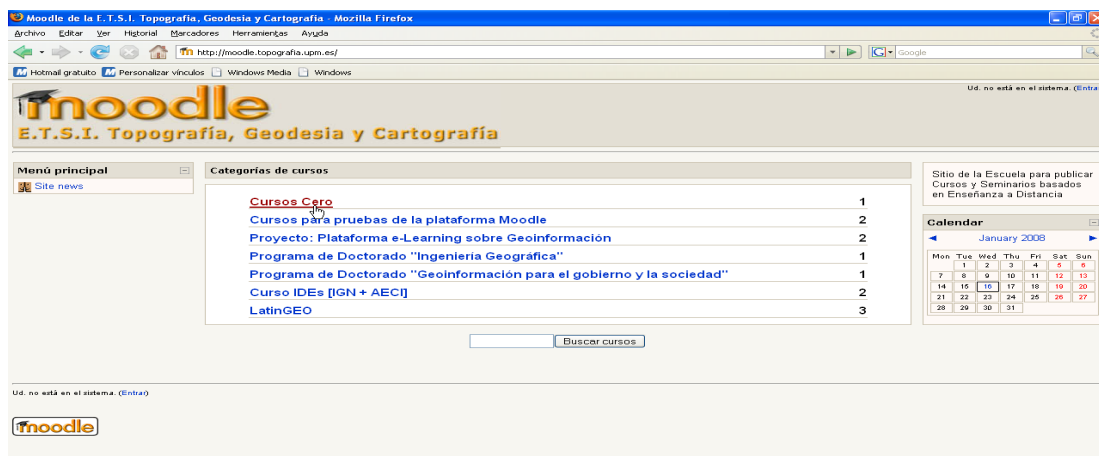 Moodle de la E.T.S.I. Topografía, Geodesia y Cartografía - Mozilla Firefox
Archivo Editar Ver Historial Marcadores Herramientas Ayuda
http://moodle.topografia.upm.es/
Google
Hotmail gratuito Personalizar vínculos Windows Media Windows
moodle
Ud. no está en el sistema. (Entrar
E.T.S.I. Topografía, Geodesia y Cartografía
Menú principal
Site news
Categorías de cursos
Cursos Cero 1
Cursos para pruebas de la plataforma Moodle 2
Proyecto: Plataforma e-Learning sobre Geoinformación 2
Programa de Doctorado "Ingeniería Geográfica" 1
Programa de Doctorado "Geoinformación para el gobierno y la sociedad" 1
Curso IDEs [IGN + AECI] 2
LatinGEO 3
Buscar cursos
Sitio de la Escuela para publicar
Cursos y Seminarios basados
en Enseñanza a Distancia
Calendar
January 2008
Mon Tue Wed Thu Fri Sat Sun
1 2 3 4 5 6
7 8 9 10 11 12 13
14 15 16 17 18 19 20
21 22 23 24 25 26 27
28 29 30 31
Ud. no está en el sistema. (Entrar)
moodle